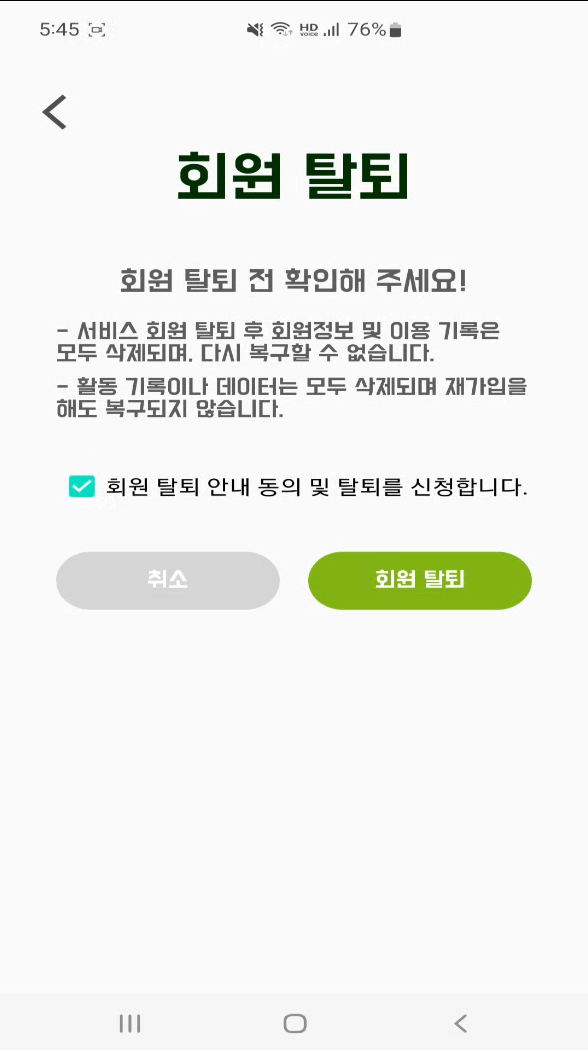 5:45
HD voice 76%
회원 탈퇴
회원 탈퇴 전 확인해 주세요!
- 서비스 회원 탈퇴 후 회원정보 및 이용 기록은
모두 삭제되며, 다시 복구할 수 없습니다.
- 활동 기록이나 데이터는 모두 삭제되며 재가입을
해도 복구되지 않습니다.
회원 탈퇴 안내 동의 및 탈퇴를 신청합니다.
취소 회원 탈퇴